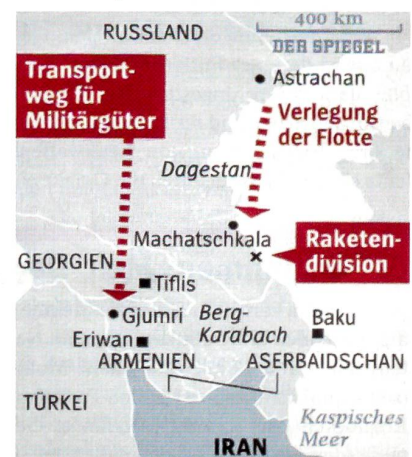 400 km
RUSSLAND
DER SPIEGEL
Transport-
weg für
Militärgüter
Astrachan
Verlegung
der Flotte
Dagestan
Machatschkala
Raketen-
division
GEORGIEN
Tiflis
Gjumri
Berg-
Karabach
Baku
Eriwan
ARMENIEN
ASERBAIDSCHAN
TÜRKEI
Kaspisches
Meer
IRAN